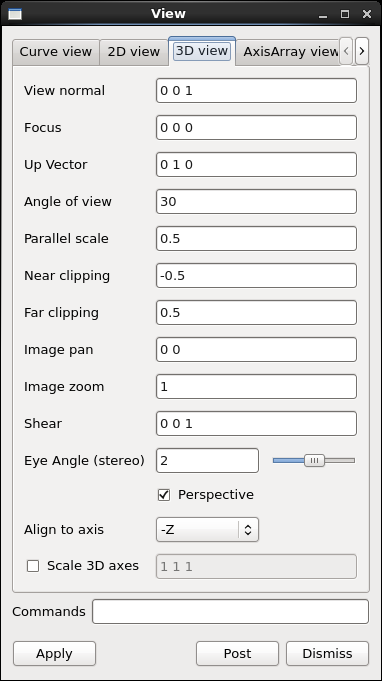 View
Curve view 2D view 3D view AxisArray view
View normal 0 0 1
Focus 0 0 0
Up Vector 0 1 0
Angle of view 30
Parallel scale 0.5
Near clipping -0.5
Far clipping 0.5
Image pan 0 0
Image zoom 1
Shear 0 0 1
Eye Angle (stereo) 2
Perspective
Align to axis -Z
Scale 3D axes 1 1 1
Commands
Apply Post Dismiss